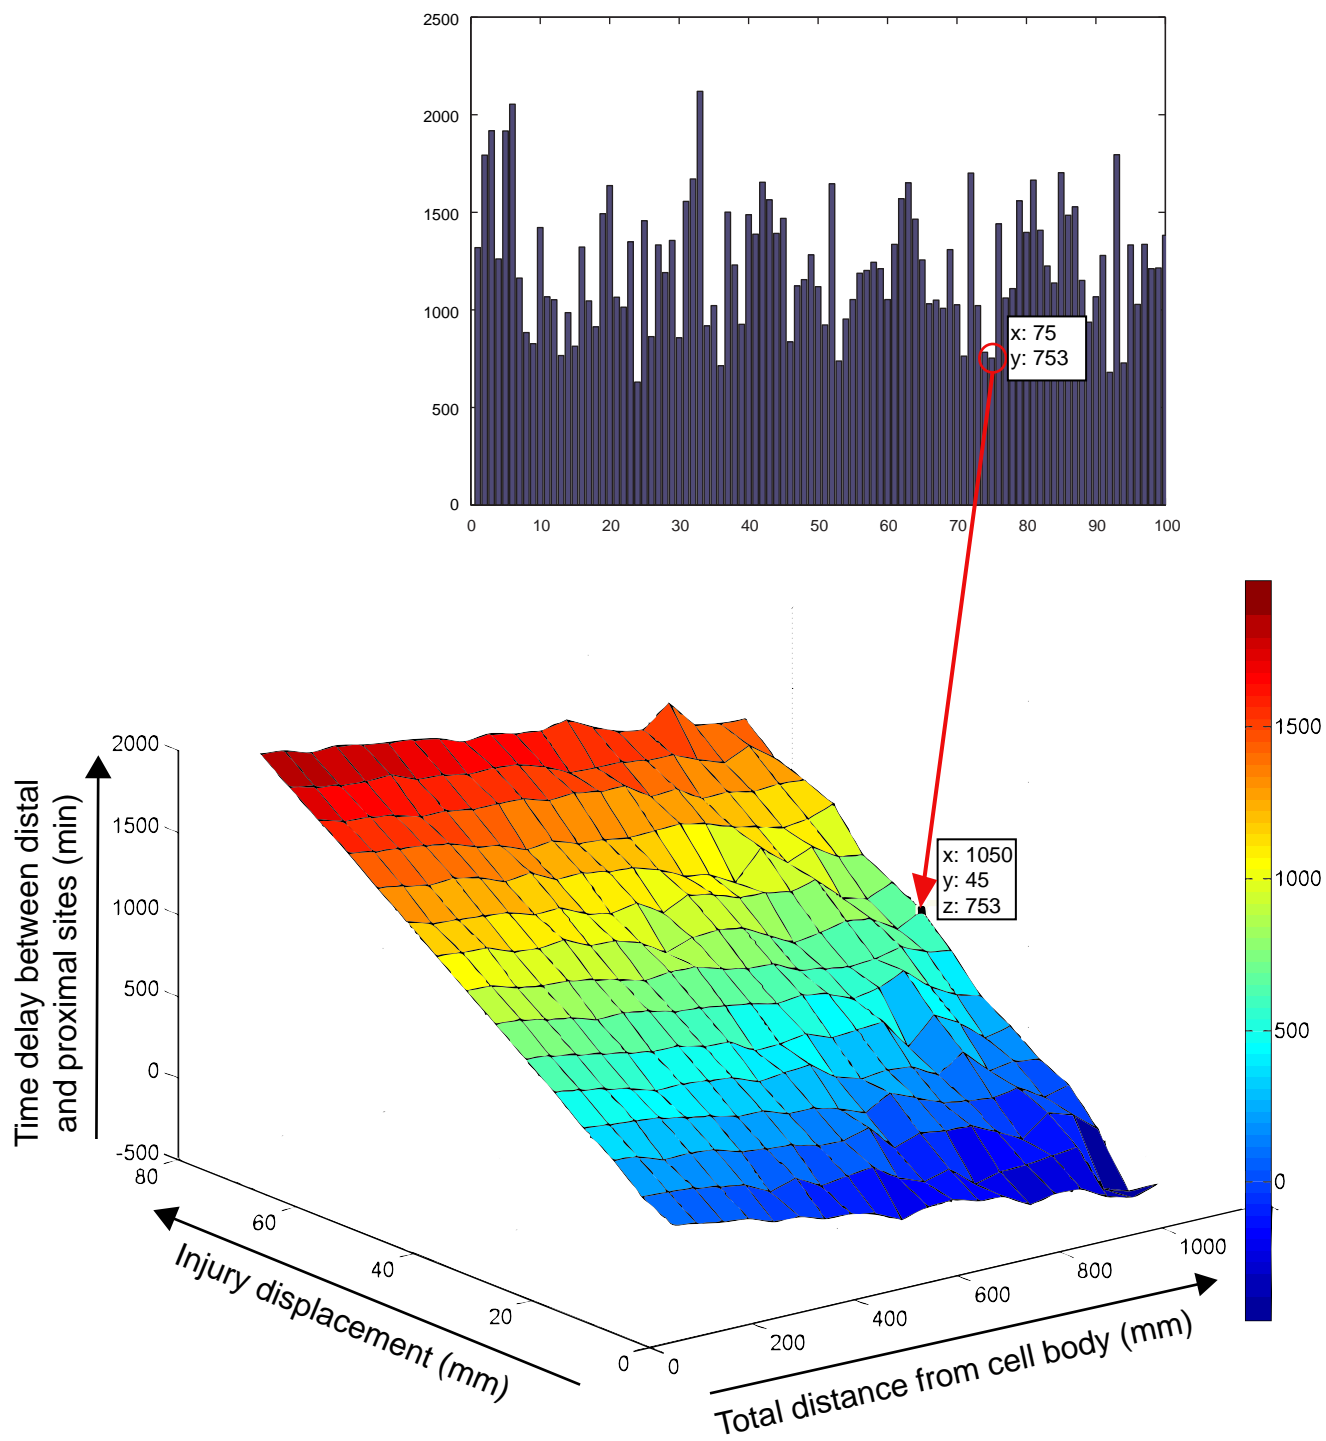 2500
2000
1500
1000
500
0
0 10 20 30 40 50 60 70 80 90 100
x: 75
y: 753
x: 1050
y: 45
z: 753
Time delay between distal
and proximal sites (min)
2000
1500
1000
500
0
-500
80
60
40
20
0
Injury displacement (mm)
0
200
400
600
800
1000
Total distance from cell body (mm)
1500
1000
500
0